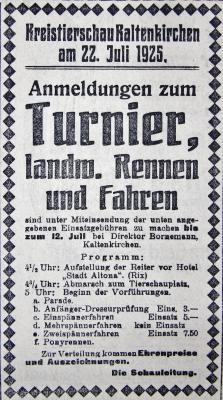 Kreistierschau Kaltenkirchen
am 22. Juli 1925.
Anmeldungen zum
Turnier,
landw. Rennen
und Fahren
sind unter Miteinsendung der unten ange-
gebenen Einsatzgebühren zu machen bis
zum 12. Juli bei Direktor Bornemann,
Kaltenkirchen.
Programm:
4¹/₂ Uhr: Aufstellung der Reiter vor Hotel
„Stadt Altona“. (Rix)
4³/₄ Uhr: Abmarsch zum Tierschauplatz.
5 Uhr: Beginn der Vorführungen.
a. Parade.
b. Anfänger-Dressurprüfung Eins. 3.—
c. Einspännerfahren Einsatz 5.—
d. Mehrspännerfahren kein Einsatz
e. Zweispännerfahren Einsatz 7.50
f. Ponyrennen.
Zur Verteilung kommen Ehrenpreise
und Auszeichnungen.
Die Schauleitung.